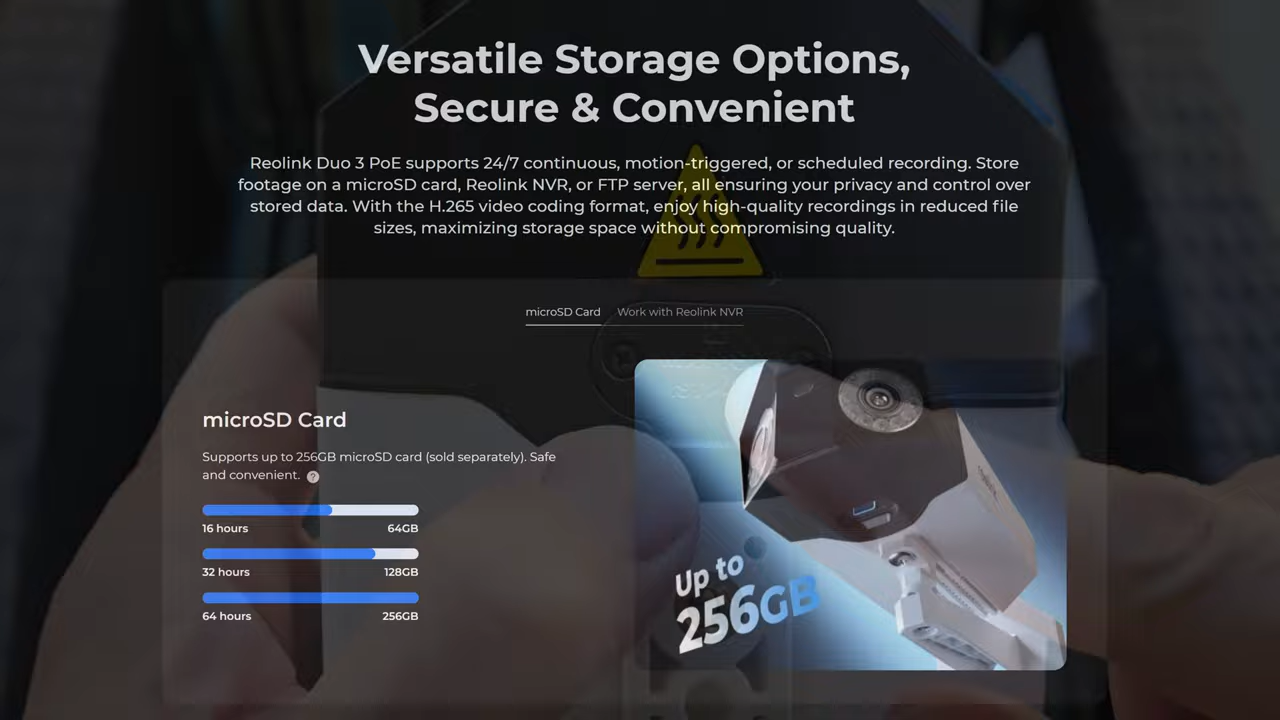 Versatile Storage Options,
Secure & Convenient
Reolink Duo 3 PoE supports 24/7 continuous, motion-triggered, or scheduled recording. Store
footage on a microSD card, Reolink NVR, or FTP server, all ensuring your privacy and control over
stored data. With the H.265 video coding format, enjoy high-quality recordings in reduced file
sizes, maximizing storage space without compromising quality.
microSD Card Work with Reolink NVR
microSD Card
Supports up to 256GB microSD card (sold separately). Safe
and convenient. ?
16 hours 64GB
32 hours 128GB
64 hours 256GB
Up to
256GB